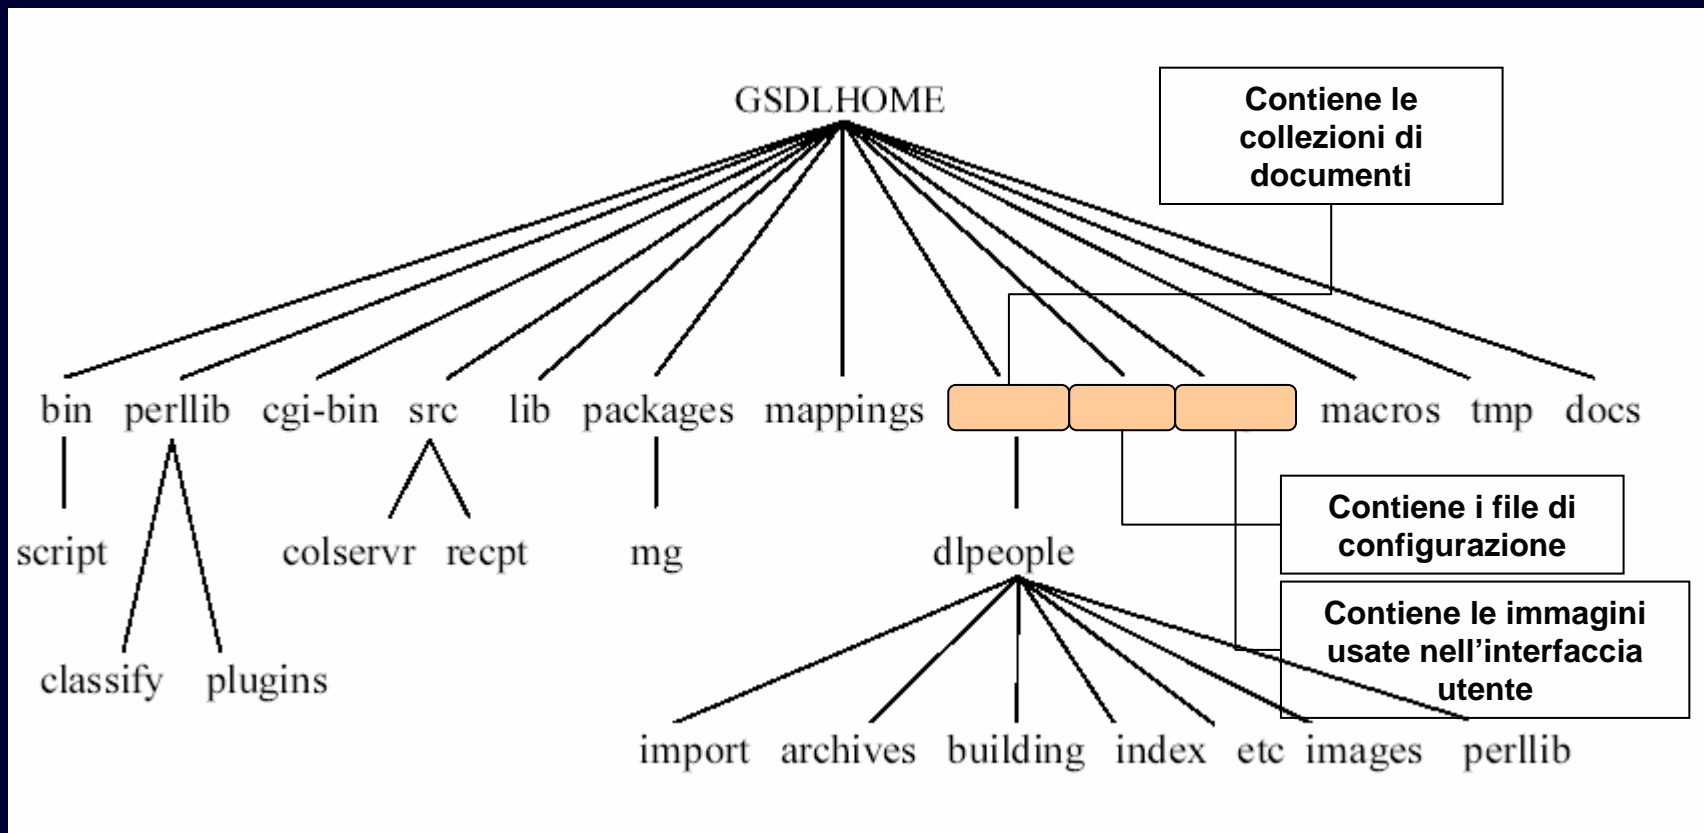 GSDLHOME
Contiene le
collezioni di
documenti
bin perllib cgi-bin src lib packages mappings macros tmp docs
Contiene i file di
configurazione
script colservr recpt mg dlpeople
Contiene le immagini
usate nell’interfaccia
utente
classify plugins
import archives building index etc images perllib